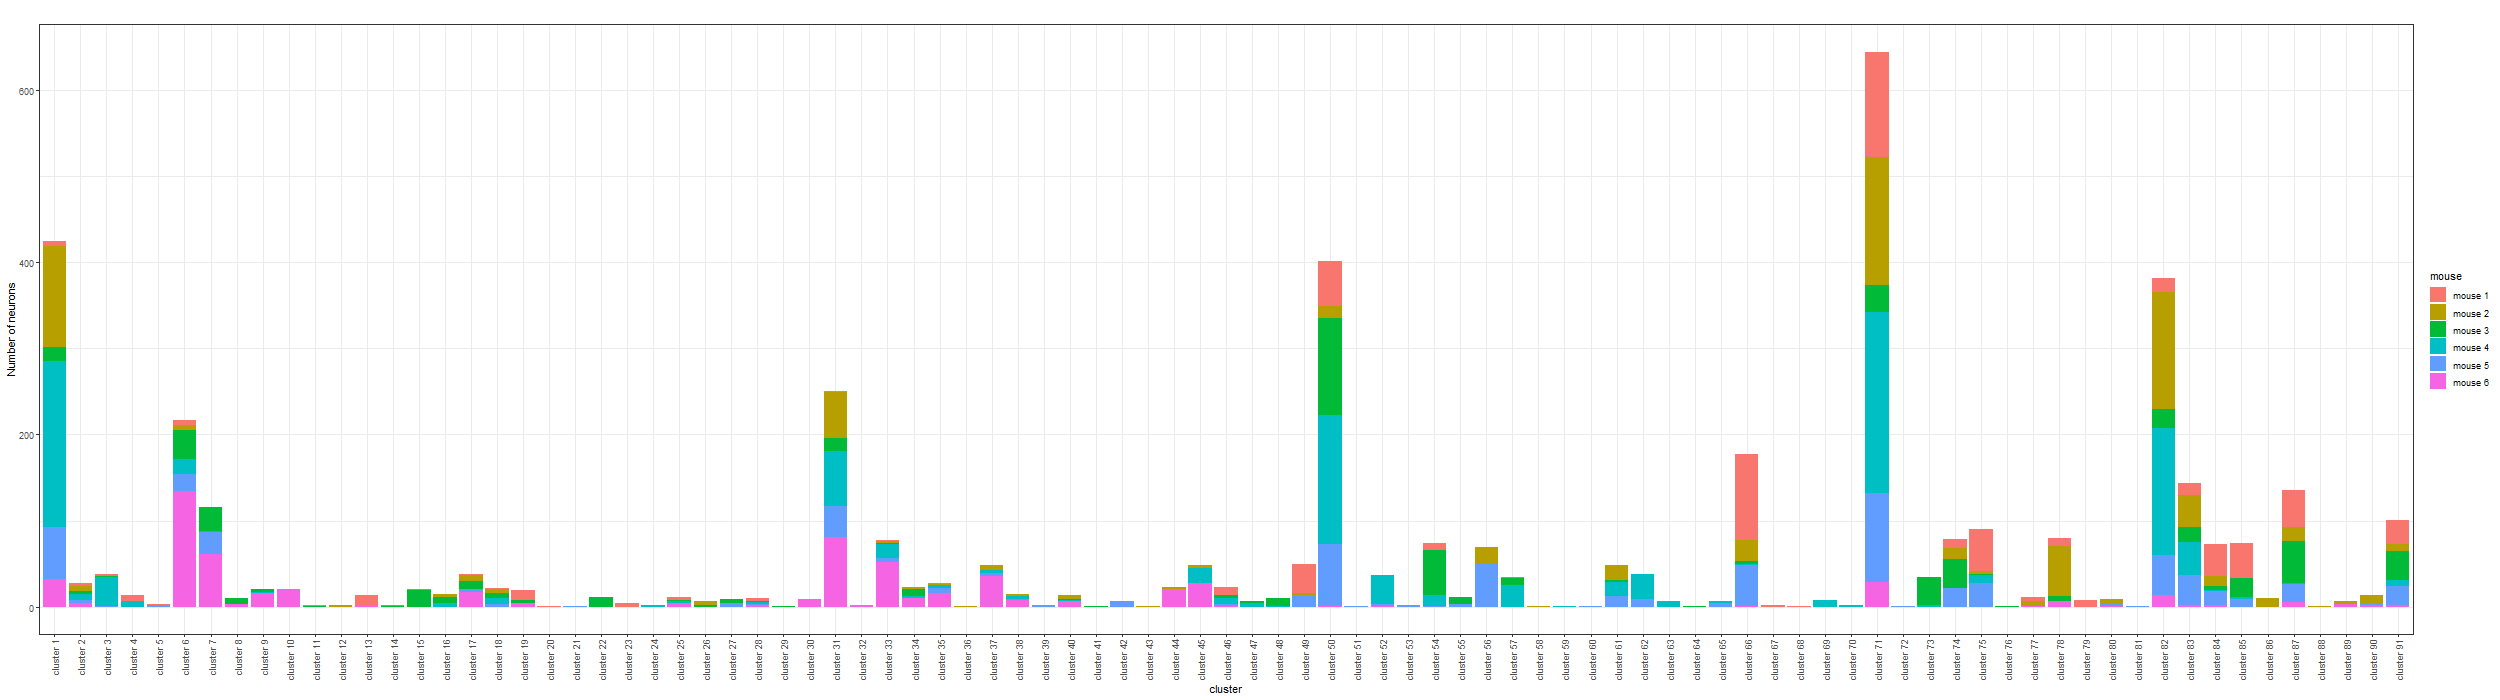 600
400
200
0
Number of neurons
cluster 1
cluster 2
cluster 3
cluster 4
cluster 5
cluster 6
cluster 7
cluster 8
cluster 9
cluster 10
cluster 11
cluster 12
cluster 13
cluster 14
cluster 15
cluster 16
cluster 17
cluster 18
cluster 19
cluster 20
cluster 21
cluster 22
cluster 23
cluster 24
cluster 25
cluster 26
cluster 27
cluster 28
cluster 29
cluster 30
cluster 31
cluster 32
cluster 33
cluster 34
cluster 35
cluster 36
cluster 37
cluster 38
cluster 39
cluster 40
cluster 41
cluster 42
cluster 43
cluster 44
cluster 45
cluster 46
cluster 47
cluster 48
cluster 49
cluster 50
cluster 51
cluster 52
cluster 53
cluster 54
cluster 55
cluster 56
cluster 57
cluster 58
cluster 59
cluster 60
cluster 61
cluster 62
cluster 63
cluster 64
cluster 65
cluster 66
cluster 67
cluster 68
cluster 69
cluster 70
cluster 71
cluster 72
cluster 73
cluster 74
cluster 75
cluster 76
cluster 77
cluster 78
cluster 79
cluster 80
cluster 81
cluster 82
cluster 83
cluster 84
cluster 85
cluster 86
cluster 87
cluster 88
cluster 89
cluster 90
cluster 91
cluster
mouse
mouse 1
mouse 2
mouse 3
mouse 4
mouse 5
mouse 6